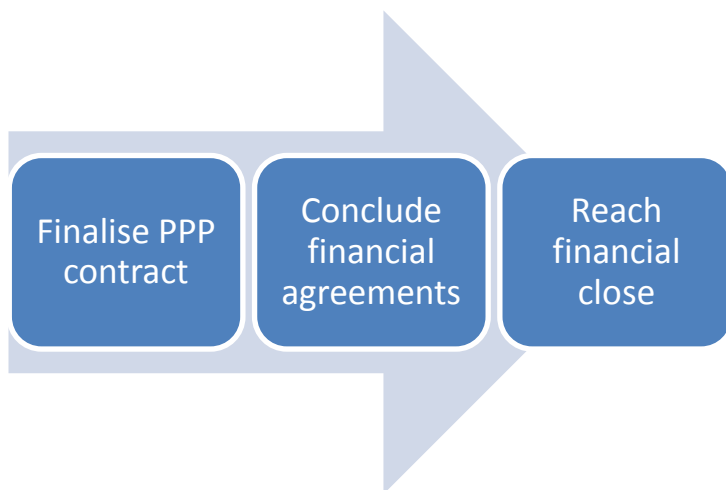 Finalise PPP
contract
Conclude
financial
agreements
Reach
financial
close